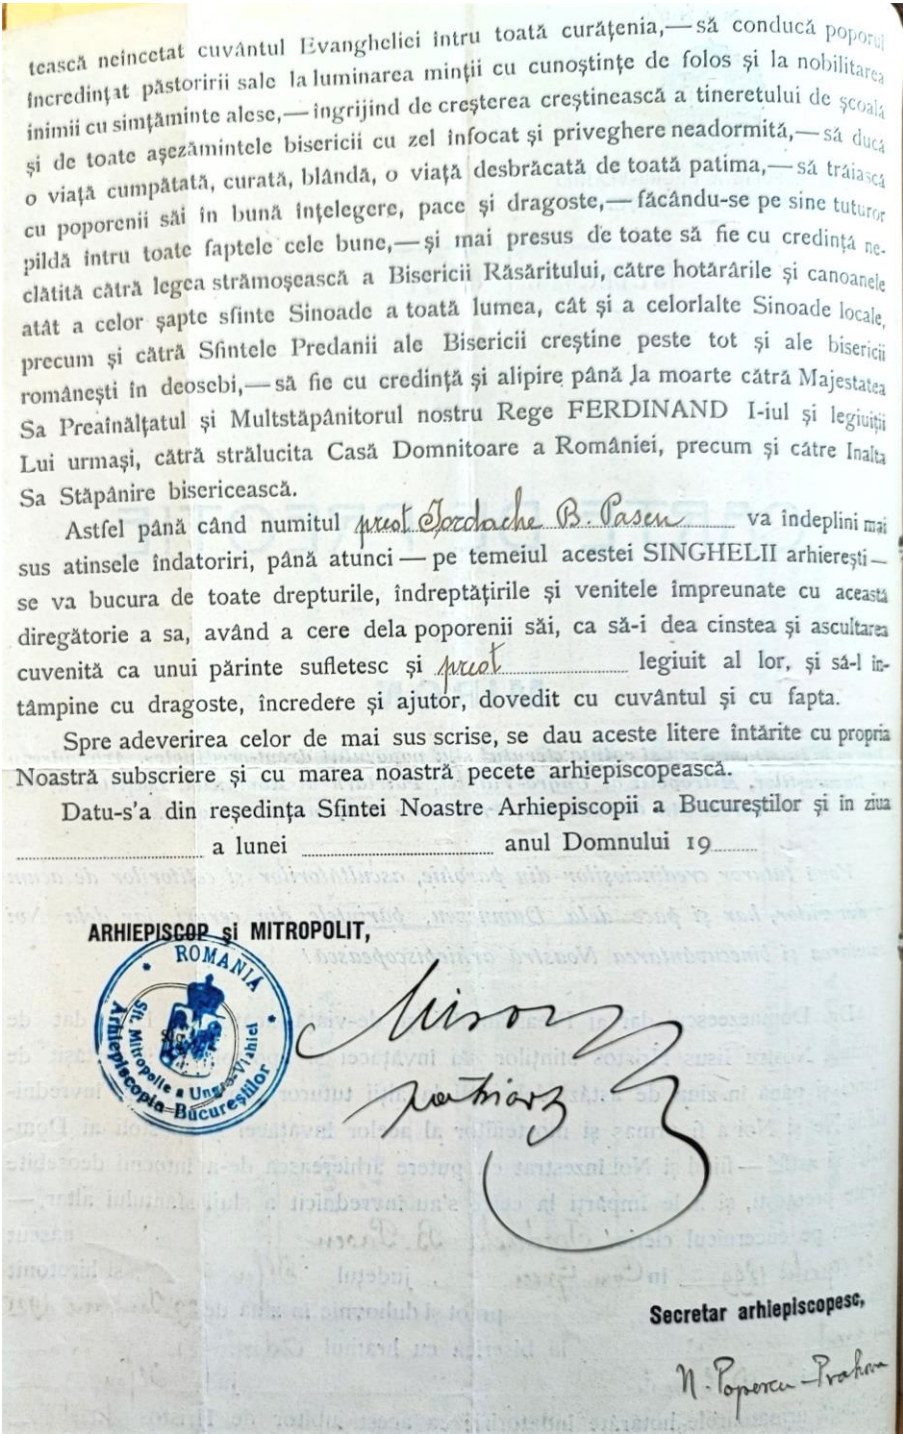 tească neîncetat cuvântul Evangheliei întru toată curățenia,—să conducă poporul
încredințat păstoririi sale la luminarea minții cu cunoștințe de folos și la nobilitarea
inimii cu simțăminte alese,—îngrijind de creșterea creștinească a tineretului de școală
și de toate așezămintele bisericii cu zel înfocat și priveghere neadormită,—să ducă
o viață cumpătată, curată, blândă, o viață desbrăcată de toată patima,—să trăiască
cu poporenii săi în bună înțelegere, pace și dragoste,—făcându-se pe sine tuturor
pildă întru toate faptele cele bune,—și mai presus de toate să fie cu credință ne-
clătită cătră legea strămoșească a Bisericii Răsăritului, către hotărârile și canoanele
atât a celor șapte sfinte Sinoade a toată lumea, cât și a celorlalte Sinoade locale,
precum și cătră Sfintele Predanii ale Bisericii creștine peste tot și ale bisericii
românești în deosebi,—să fie cu credință și alipire până la moarte cătră Majestatea
Sa Preaînălțatul și Multstăpânitorul nostru Rege FERDINAND I-iul și legiuiții
Lui urmași, cătră strălucita Casă Domnitoare a României, precum și către Inalta
Sa Stăpânire bisericească.
Astfel până când numitul preot Iordache B. Pasen va îndeplini mai
sus atinsele îndatoriri, până atunci — pe temeiul acestei SINGHELII arhierești —
se va bucura de toate drepturile, îndreptățirile și venitele împreunate cu această
diregătorie a sa, având a cere dela poporenii săi, ca să-i dea cinstea și ascultarea
cuvenită ca unui părinte sufletesc și preot legiuit al lor, și să-l în-
tâmpine cu dragoste, încredere și ajutor, dovedit cu cuvântul și cu fapta.
Spre adeverirea celor de mai sus scrise, se dau aceste litere întărite cu propria
Noastră subscriere și cu marea noastră pecete arhiepiscopească.
Datu-s'a din reședința Sfintei Noastre Arhiepiscopii a Bucureștilor și în ziua
a lunei anul Domnului 19
ARHIEPISCOP și MITROPOLIT,
ROMANIA
Sft. Mitropolie a Ungro-Vlahiei
Arhiepiscopia Bucureștilor
Miron
patriarh
Secretar arhiepiscopesc,
N. Popescu-Prahova